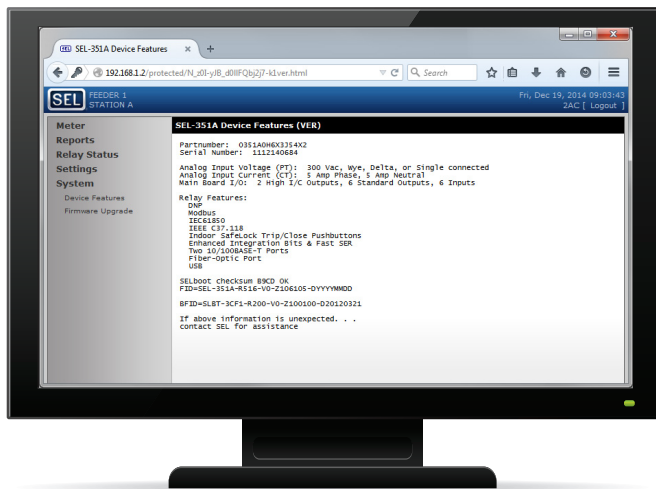 SEL-351A Device Features
192.168.1.2/protected/N_z0I-yJB_d0IIFQbj2j7-k1ver.html
Search
SEL
FEEDER 1
STATION A
Fri, Dec 19, 2014 09:03:43
2AC [ Logout ]
Meter
Reports
Relay Status
Settings
System
Device Features
Firmware Upgrade
SEL-351A Device Features (VER)
Partnumber: 0351A0H6X3J54X2
Serial Number: 1112140684
Analog Input Voltage (PT): 300 Vac, Wye, Delta, or Single connected
Analog Input Current (CT): 5 Amp Phase, 5 Amp Neutral
Main Board I/O: 2 High I/C Outputs, 6 Standard Outputs, 6 Inputs
Relay Features:
DNP
Modbus
IEC61850
IEEE C37.118
Indoor SafeLock Trip/Close Pushbuttons
Enhanced Integration Bits & Fast SER
Two 10/100BASE-T Ports
Fiber-Optic Port
USB
SELboot checksum B9CD OK
FID=SEL-351A-R516-V0-Z106105-DYYYYMMDD
BFID=SLBT-3CF1-R200-V0-Z100100-D20120321
If above information is unexpected. . .
contact SEL for assistance